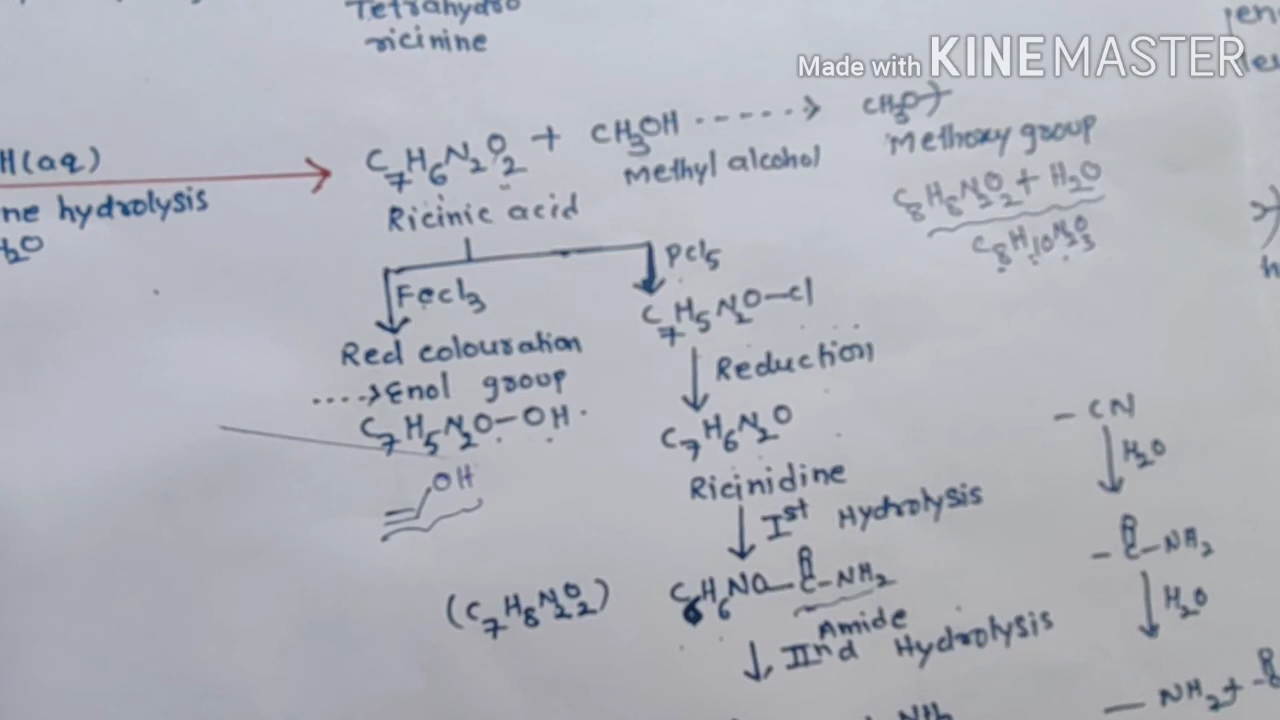 Tetrahydro
ricinine
Made with KINEMASTER
H(aq)
ne hydrolysis
H₂O
C₇H₆N₂O₂ + CH₃OH -----> CH₃O+
Ricinic acid
Methyl alcohol
Methoxy group
C₈H₈N₂O₂ + H₂O
C₈H₁₀N₂O₃
FeCl₃
PCl₅
Red colouration
....> Enol group
C₇H₅N₂O-OH.
OH
C₇H₅N₂O-Cl
Reduction
C₇H₆N₂O
Ricinidine
Ist Hydrolysis
(C₇H₈N₂O₂)
C₆H₆NO-C-NH₂
O
Amide
IInd Hydrolysis
-CN
H₂O
O
-C-NH₂
H₂O
-NH₂+